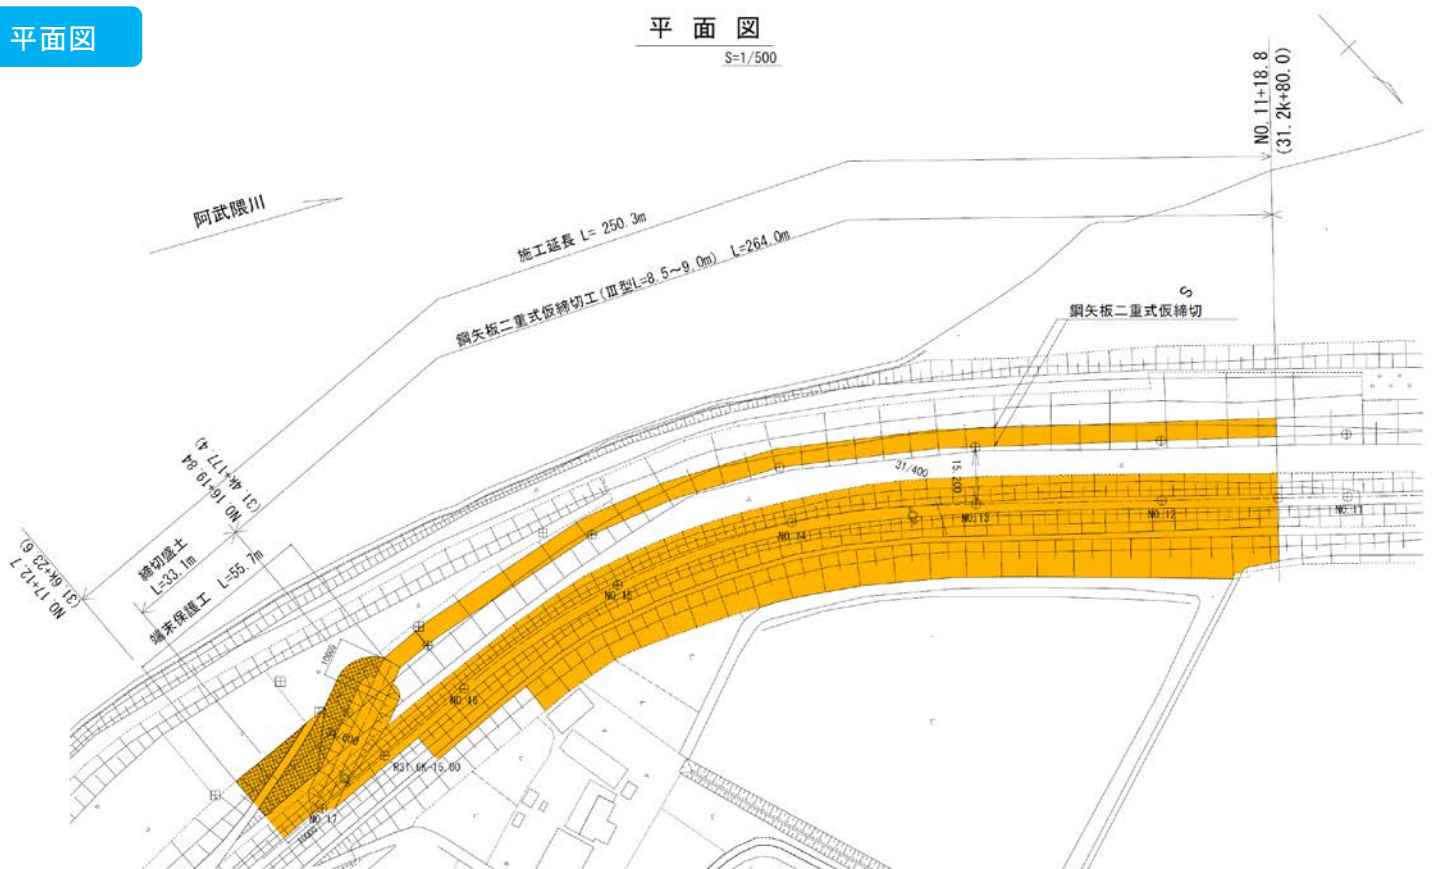 平面図
平 面 図
S=1/500
NO. 11+18. 8
(31. 2k+80. 0)
阿武隈川
施工延長 L= 250. 3m
鋼矢板二重式仮締切工(Ⅲ型L=8. 5～9. 0m) L=264. 0m
S
鋼矢板二重式仮締切
NO. 16+19. 84
(31. 4k+177. 4)
締切盛土
L=33. 1m
端末保護工 L=55. 7m
NO. 17+12. 7
(31. 6k+23. 6)
31/400
15. 200
NO. 11
NO. 12
NO. 13
NO. 14
NO. 15
NO. 16
R31. 6K-15. 00
NO. 17
10000
10000